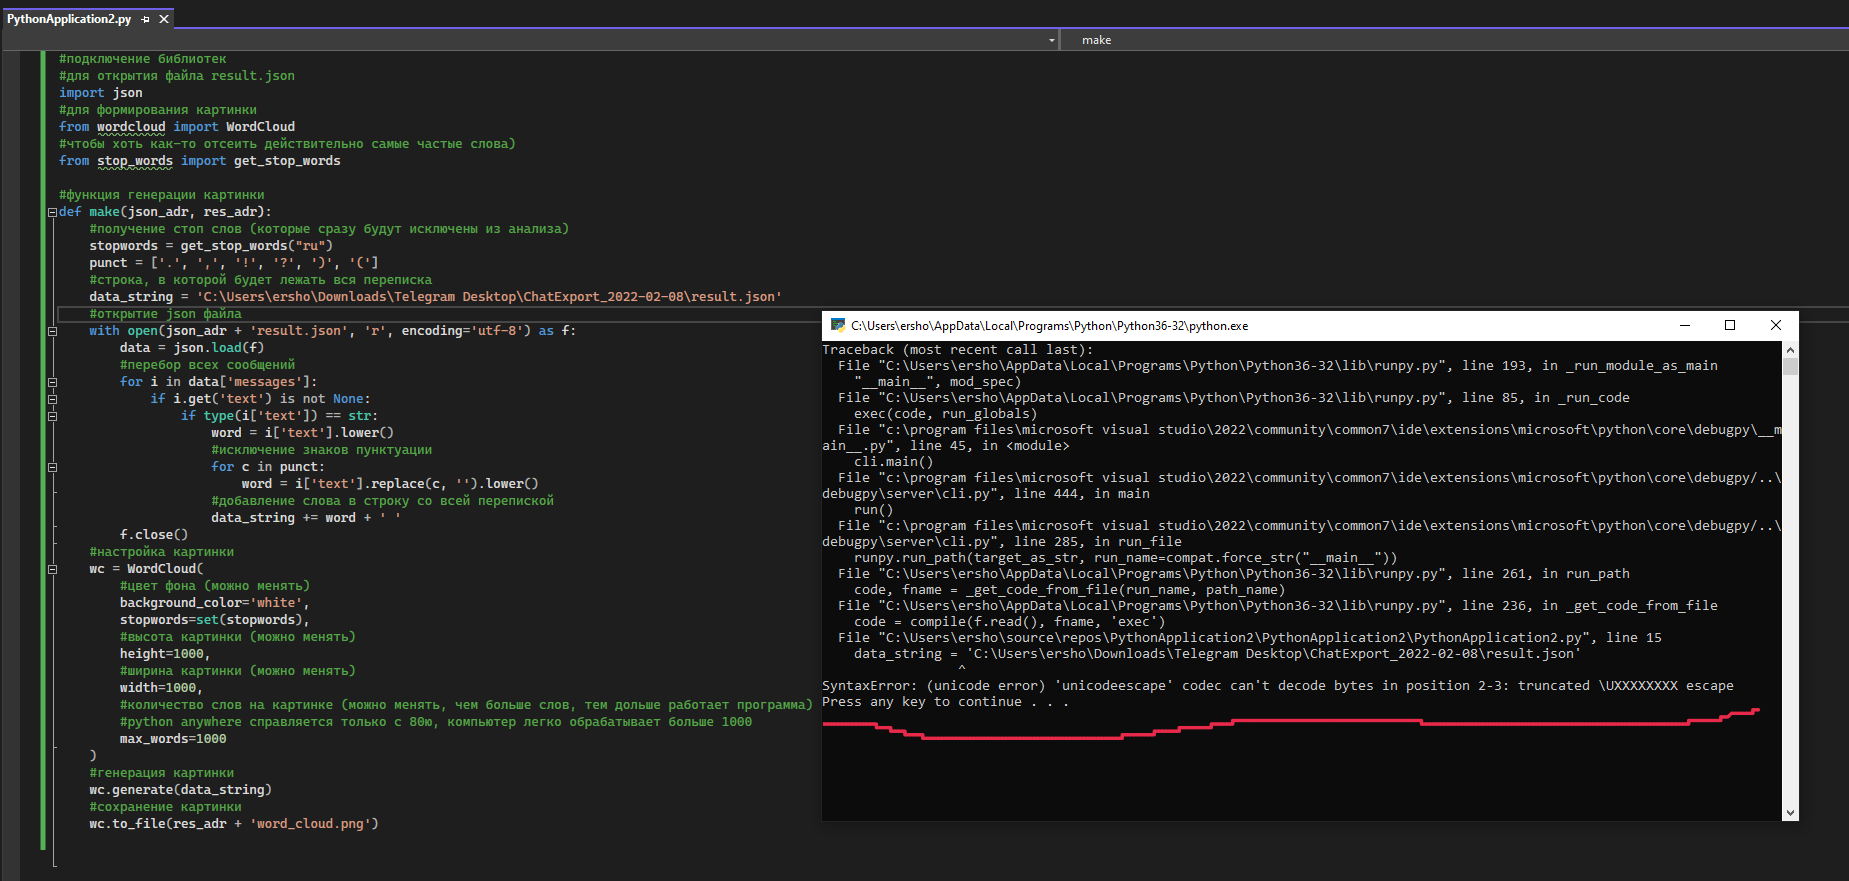 PythonApplication2.py
make
#подключение библиотек
#для открытия файла result.json
import json
#для формирования картинки
from wordcloud import WordCloud
#чтобы хоть как-то отсеить действительно самые частые слова)
from stop_words import get_stop_words
#функция генерации картинки
def make(json_adr, res_adr):
#получение стоп слов (которые сразу будут исключены из анализа)
stopwords = get_stop_words("ru")
punct = ['.', ',', '!', '?', ')', '(']
#строка, в которой будет лежать вся переписка
data_string = 'C:\Users\ersho\Downloads\Telegram Desktop\ChatExport_2022-02-08\result.json'
#открытие json файла
with open(json_adr + 'result.json', 'r', encoding='utf-8') as f:
data = json.load(f)
#перебор всех сообщений
for i in data['messages']:
if i.get('text') is not None:
if type(i['text']) == str:
word = i['text'].lower()
#исключение знаков пунктуации
for c in punct:
word = i['text'].replace(c, '').lower()
#добавление слова в строку со всей перепиской
data_string += word + ' '
f.close()
#настройка картинки
wc = WordCloud(
#цвет фона (можно менять)
background_color='white',
stopwords=set(stopwords),
#высота картинки (можно менять)
height=1000,
#ширина картинки (можно менять)
width=1000,
#количество слов на картинке (можно менять, чем больше слов, тем дольше работает программа)
#python anywhere справляется только с 80ю, компьютер легко обрабатывает больше 1000
max_words=1000
)
#генерация картинки
wc.generate(data_string)
#сохранение картинки
wc.to_file(res_adr + 'word_cloud.png')
C:\Users\ersho\AppData\Local\Programs\Python\Python36-32\python.exe
Traceback (most recent call last):
File "C:\Users\ersho\AppData\Local\Programs\Python\Python36-32\lib\runpy.py", line 193, in _run_module_as_main
"__main__", mod_spec)
File "C:\Users\ersho\AppData\Local\Programs\Python\Python36-32\lib\runpy.py", line 85, in _run_code
exec(code, run_globals)
File "c:\program files\microsoft visual studio\2022\community\common7\ide\extensions\microsoft\python\core\debugpy\__m
ain__.py", line 45, in <module>
cli.main()
File "c:\program files\microsoft visual studio\2022\community\common7\ide\extensions\microsoft\python\core\debugpy/..\
debugpy\server\cli.py", line 444, in main
run()
File "c:\program files\microsoft visual studio\2022\community\common7\ide\extensions\microsoft\python\core\debugpy/..\
debugpy\server\cli.py", line 285, in run_file
runpy.run_path(target_as_str, run_name=compat.force_str("__main__"))
File "C:\Users\ersho\AppData\Local\Programs\Python\Python36-32\lib\runpy.py", line 261, in run_path
code, fname = _get_code_from_file(run_name, path_name)
File "C:\Users\ersho\AppData\Local\Programs\Python\Python36-32\lib\runpy.py", line 236, in _get_code_from_file
code = compile(f.read(), fname, 'exec')
File "C:\Users\ersho\source\repos\PythonApplication2\PythonApplication2\PythonApplication2.py", line 15
data_string = 'C:\Users\ersho\Downloads\Telegram Desktop\ChatExport_2022-02-08\result.json'
^
SyntaxError: (unicode error) 'unicodeescape' codec can't decode bytes in position 2-3: truncated \UXXXXXXXX escape
Press any key to continue . . .